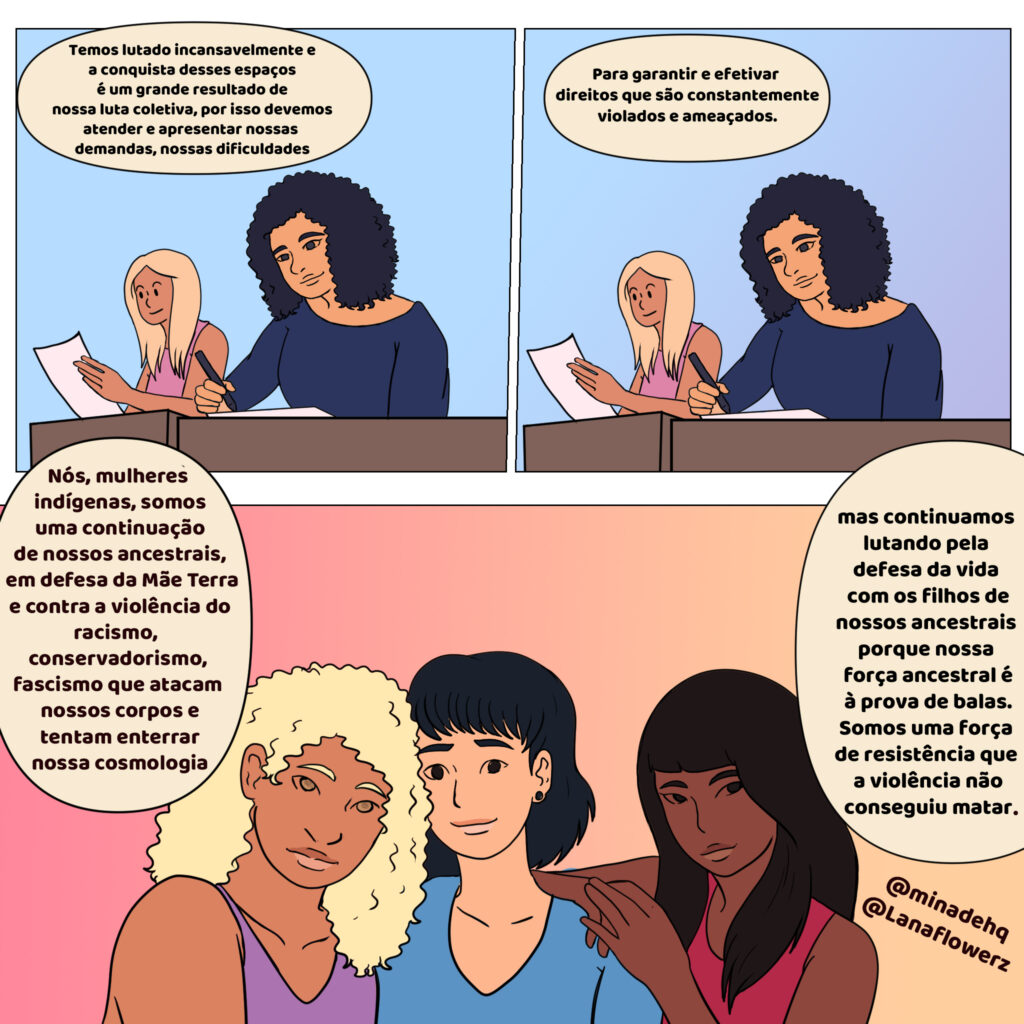 Temos lutado incansavelmente e
a conquista desses espaços
é um grande resultado de
nossa luta coletiva, por isso devemos
atender e apresentar nossas
demandas, nossas dificuldades
Para garantir e efetivar
direitos que são constantemente
violados e ameaçados.
Nós, mulheres
indígenas, somos
uma continuação
de nossos ancestrais,
em defesa da Mãe Terra
e contra a violência do
racismo,
conservadorismo,
fascismo que atacam
nossos corpos e
tentam enterrar
nossa cosmologia
mas continuamos
lutando pela
defesa da vida
com os filhos de
nossos ancestrais
porque nossa
força ancestral é
à prova de balas.
Somos uma força
de resistência que
a violência não
conseguiu matar.
@minadehq
@Lanaflowerz